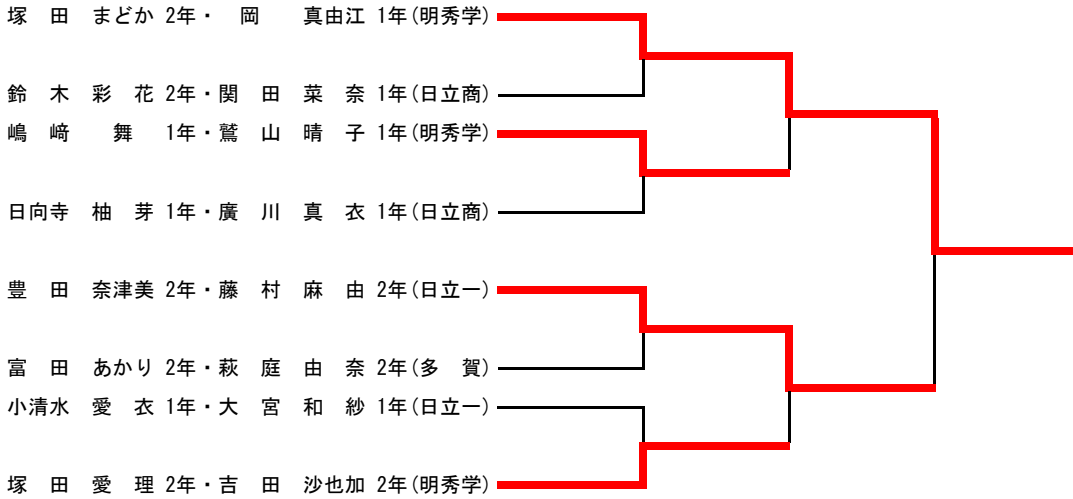 塚　田　まどか 2年・　岡　　真由江 1年(明秀学)
鈴　木　彩　花 2年・関　田　菜　奈 1年(日立商)
嶋　﨑　　舞　 1年・鷲　山　晴　子 1年(明秀学)
日向寺　柚　芽 1年・廣　川　真　衣 1年(日立商)
豊　田　奈津美 2年・藤　村　麻　由 2年(日立一)
富　田　あかり 2年・萩　庭　由　奈 2年(多　賀)
小清水　愛　衣 1年・大　宮　和　紗 1年(日立一)
塚　田　愛　理 2年・吉　田　沙也加 2年(明秀学)